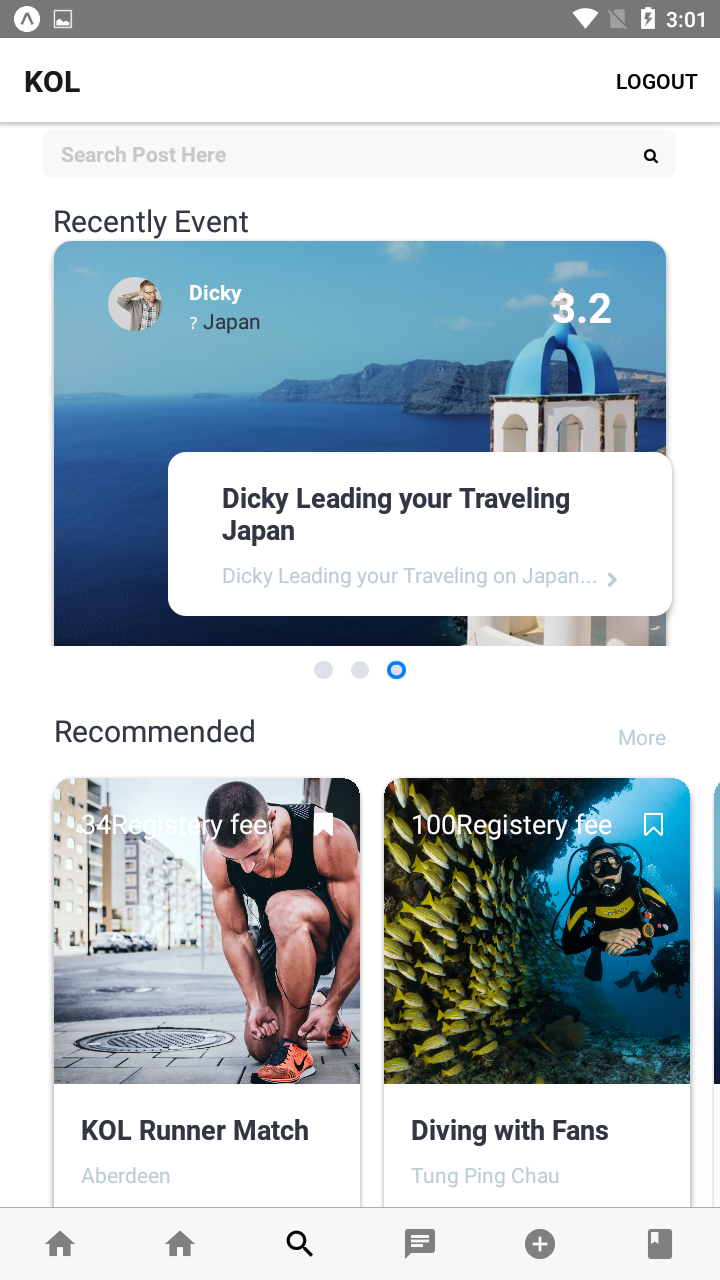 3:01
KOL
LOGOUT
Search Post Here
Recently Event
Dicky
? Japan
3.2
Dicky Leading your Traveling
Japan
Dicky Leading your Traveling on Japan...
Recommended
More
34Registery fee
100Registery fee
KOL Runner Match
Diving with Fans
Aberdeen
Tung Ping Chau